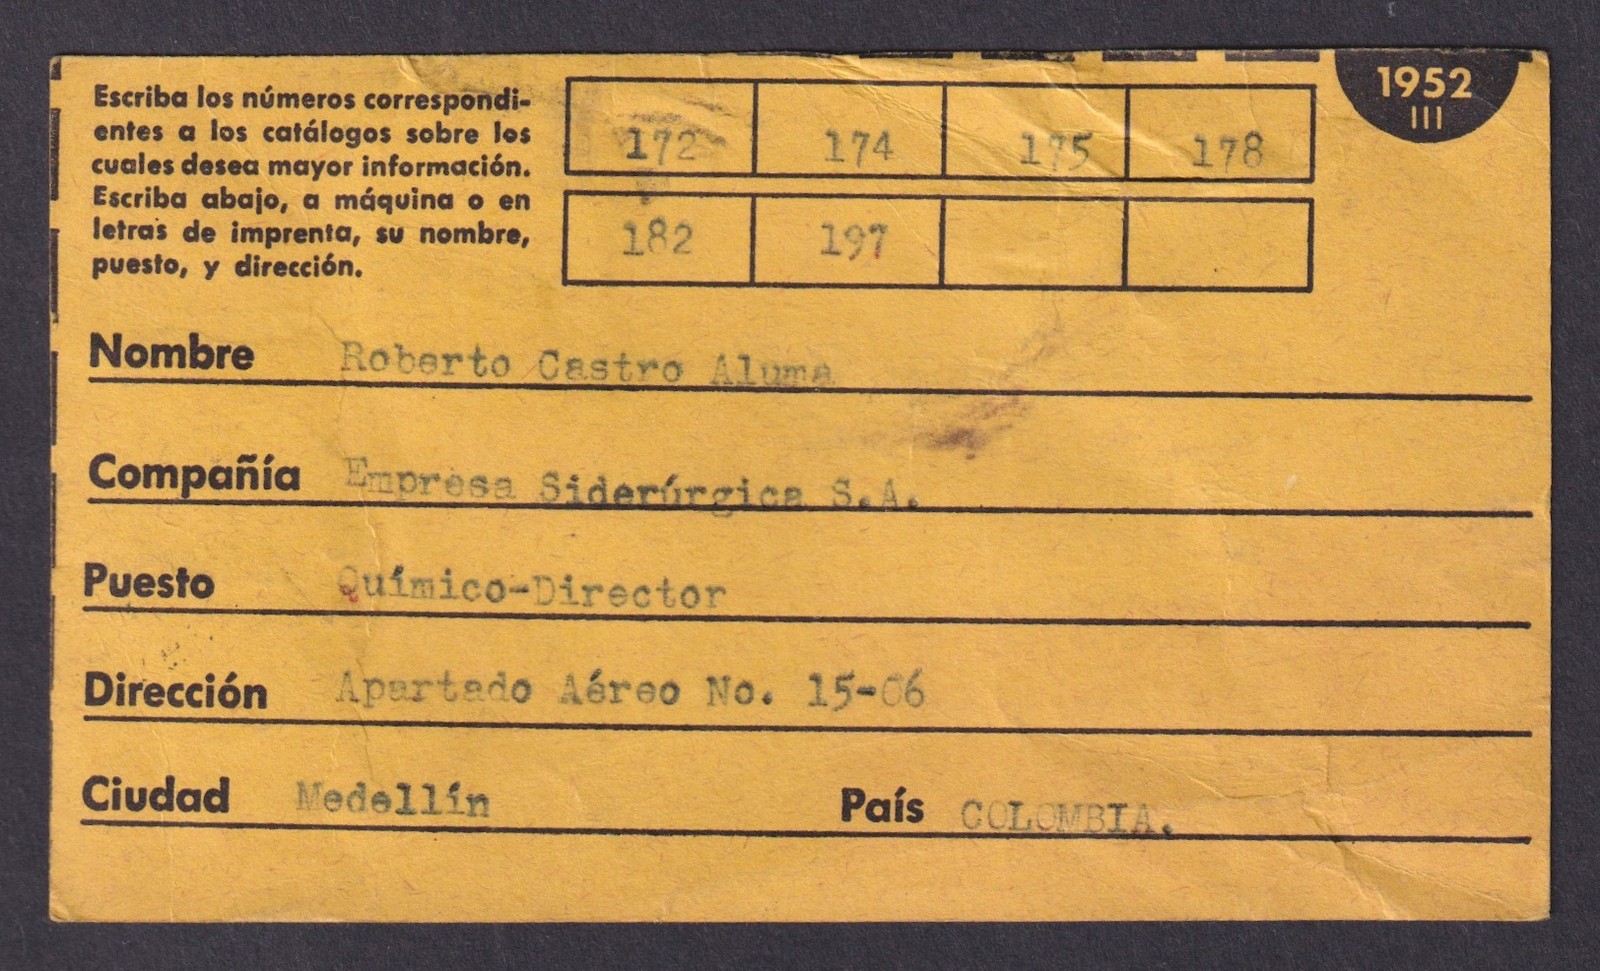 Escriba los números correspondi-
entes a los catálogos sobre los
cuales desea mayor información.
Escriba abajo, a máquina o en
letras de imprenta, su nombre,
puesto, y dirección.
172 174 175 178
182 197
1952
III
Nombre Roberto Castro Aluma
Compañía Empresa Siderúrgica S.A.
Puesto Químico-Director
Dirección Apartado Aéreo No. 15-06
Ciudad Medellín País COLOMBIA.